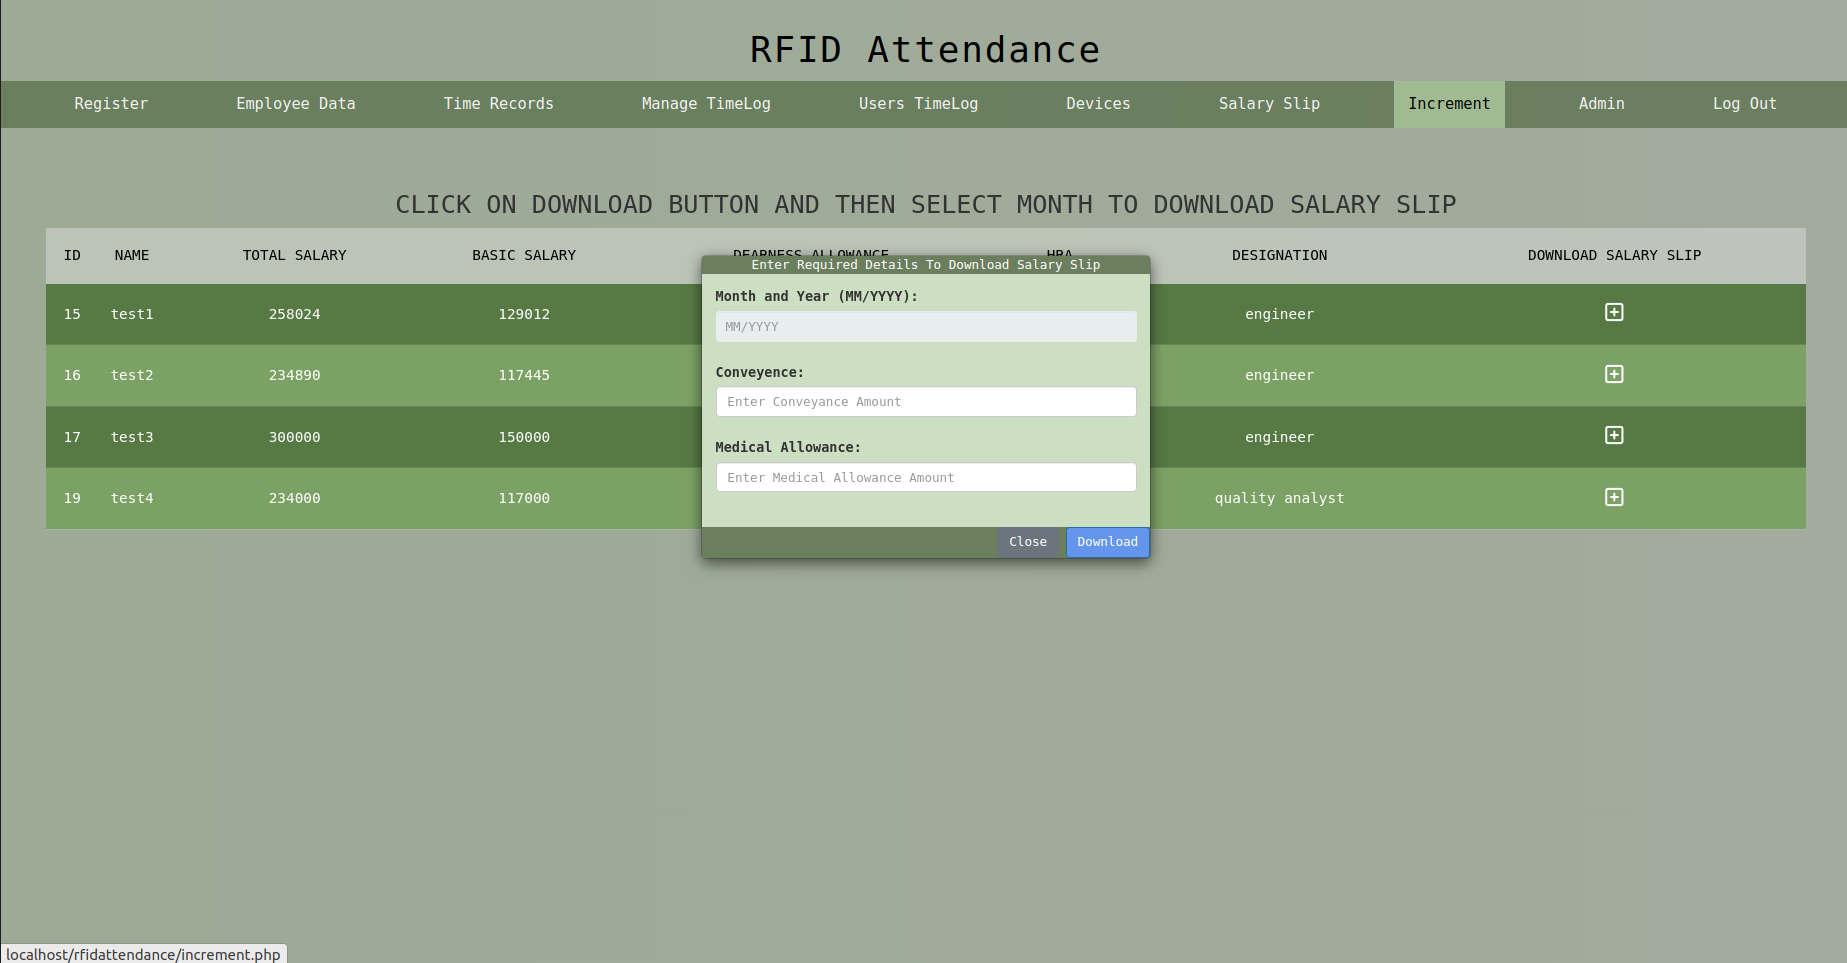 RFID Attendance
Register Employee Data Time Records Manage TimeLog Users TimeLog Devices Salary Slip Increment Admin Log Out
CLICK ON DOWNLOAD BUTTON AND THEN SELECT MONTH TO DOWNLOAD SALARY SLIP
ID NAME TOTAL SALARY BASIC SALARY DEARNESS ALLOWANCE HRA DESIGNATION DOWNLOAD SALARY SLIP
15 test1 258024 129012 engineer
16 test2 234890 117445 engineer
17 test3 300000 150000 engineer
19 test4 234000 117000 quality analyst
Enter Required Details To Download Salary Slip
Month and Year (MM/YYYY):
MM/YYYY
Conveyence:
Enter Conveyance Amount
Medical Allowance:
Enter Medical Allowance Amount
Close Download
localhost/rfidattendance/increment.php